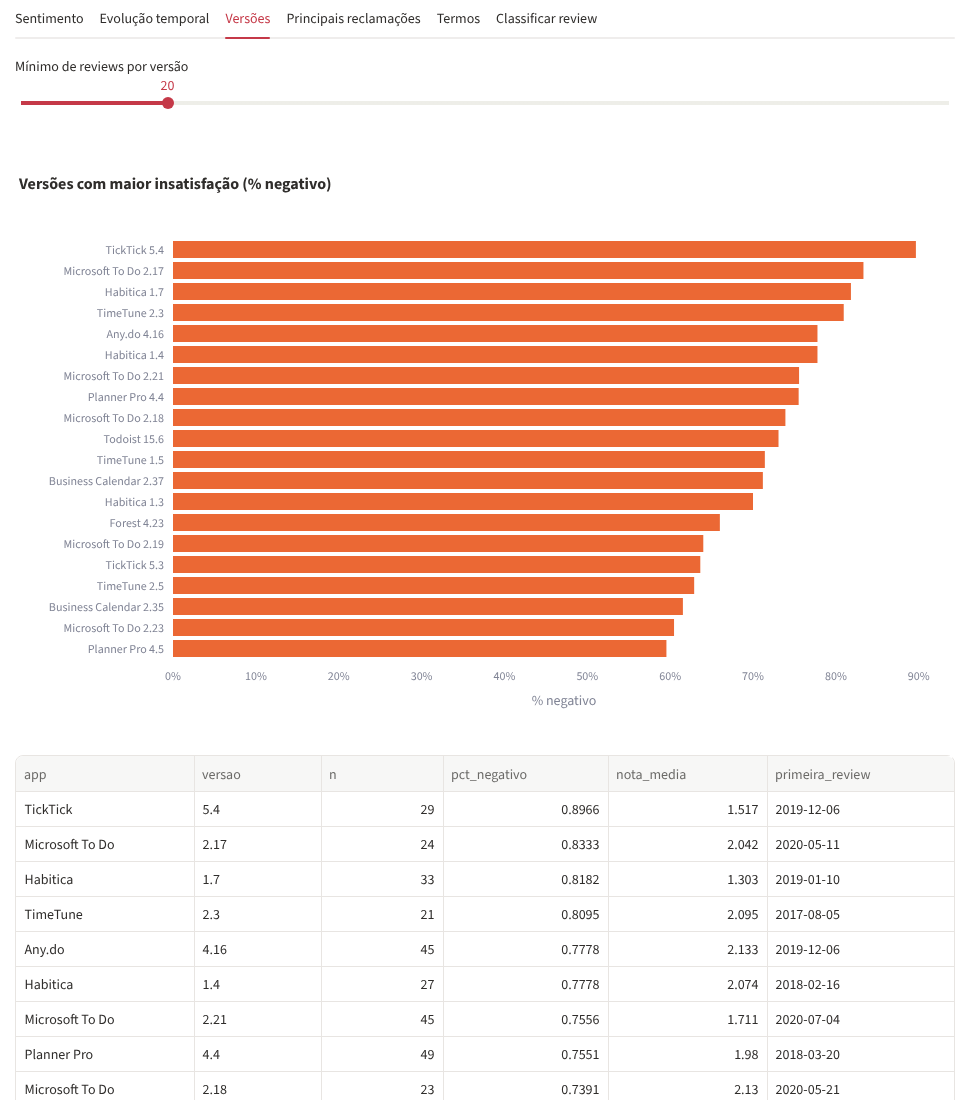 Sentimento Evolução temporal Versões Principais reclamações Termos Classificar review
Mínimo de reviews por versão
20
Versões com maior insatisfação (% negativo)
TickTick 5.4
Microsoft To Do 2.17
Habitica 1.7
TimeTune 2.3
Any.do 4.16
Habitica 1.4
Microsoft To Do 2.21
Planner Pro 4.4
Microsoft To Do 2.18
Todoist 15.6
TimeTune 1.5
Business Calendar 2.37
Habitica 1.3
Forest 4.23
Microsoft To Do 2.19
TickTick 5.3
TimeTune 2.5
Business Calendar 2.35
Microsoft To Do 2.23
Planner Pro 4.5
0% 10% 20% 30% 40% 50% 60% 70% 80% 90%
% negativo
app versao n pct_negativo nota_media primeira_review
TickTick 5.4 29 0.8966 1.517 2019-12-06
Microsoft To Do 2.17 24 0.8333 2.042 2020-05-11
Habitica 1.7 33 0.8182 1.303 2019-01-10
TimeTune 2.3 21 0.8095 2.095 2017-08-05
Any.do 4.16 45 0.7778 2.133 2019-12-06
Habitica 1.4 27 0.7778 2.074 2018-02-16
Microsoft To Do 2.21 45 0.7556 1.711 2020-07-04
Planner Pro 4.4 49 0.7551 1.98 2018-03-20
Microsoft To Do 2.18 23 0.7391 2.13 2020-05-21